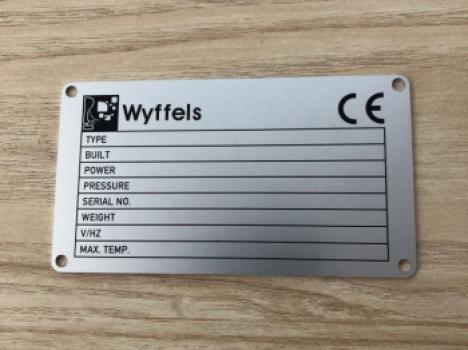 Wyffels CE
TYPE
BUILT
POWER
PRESSURE
SERIAL NO.
WEIGHT
V/HZ
MAX. TEMP.